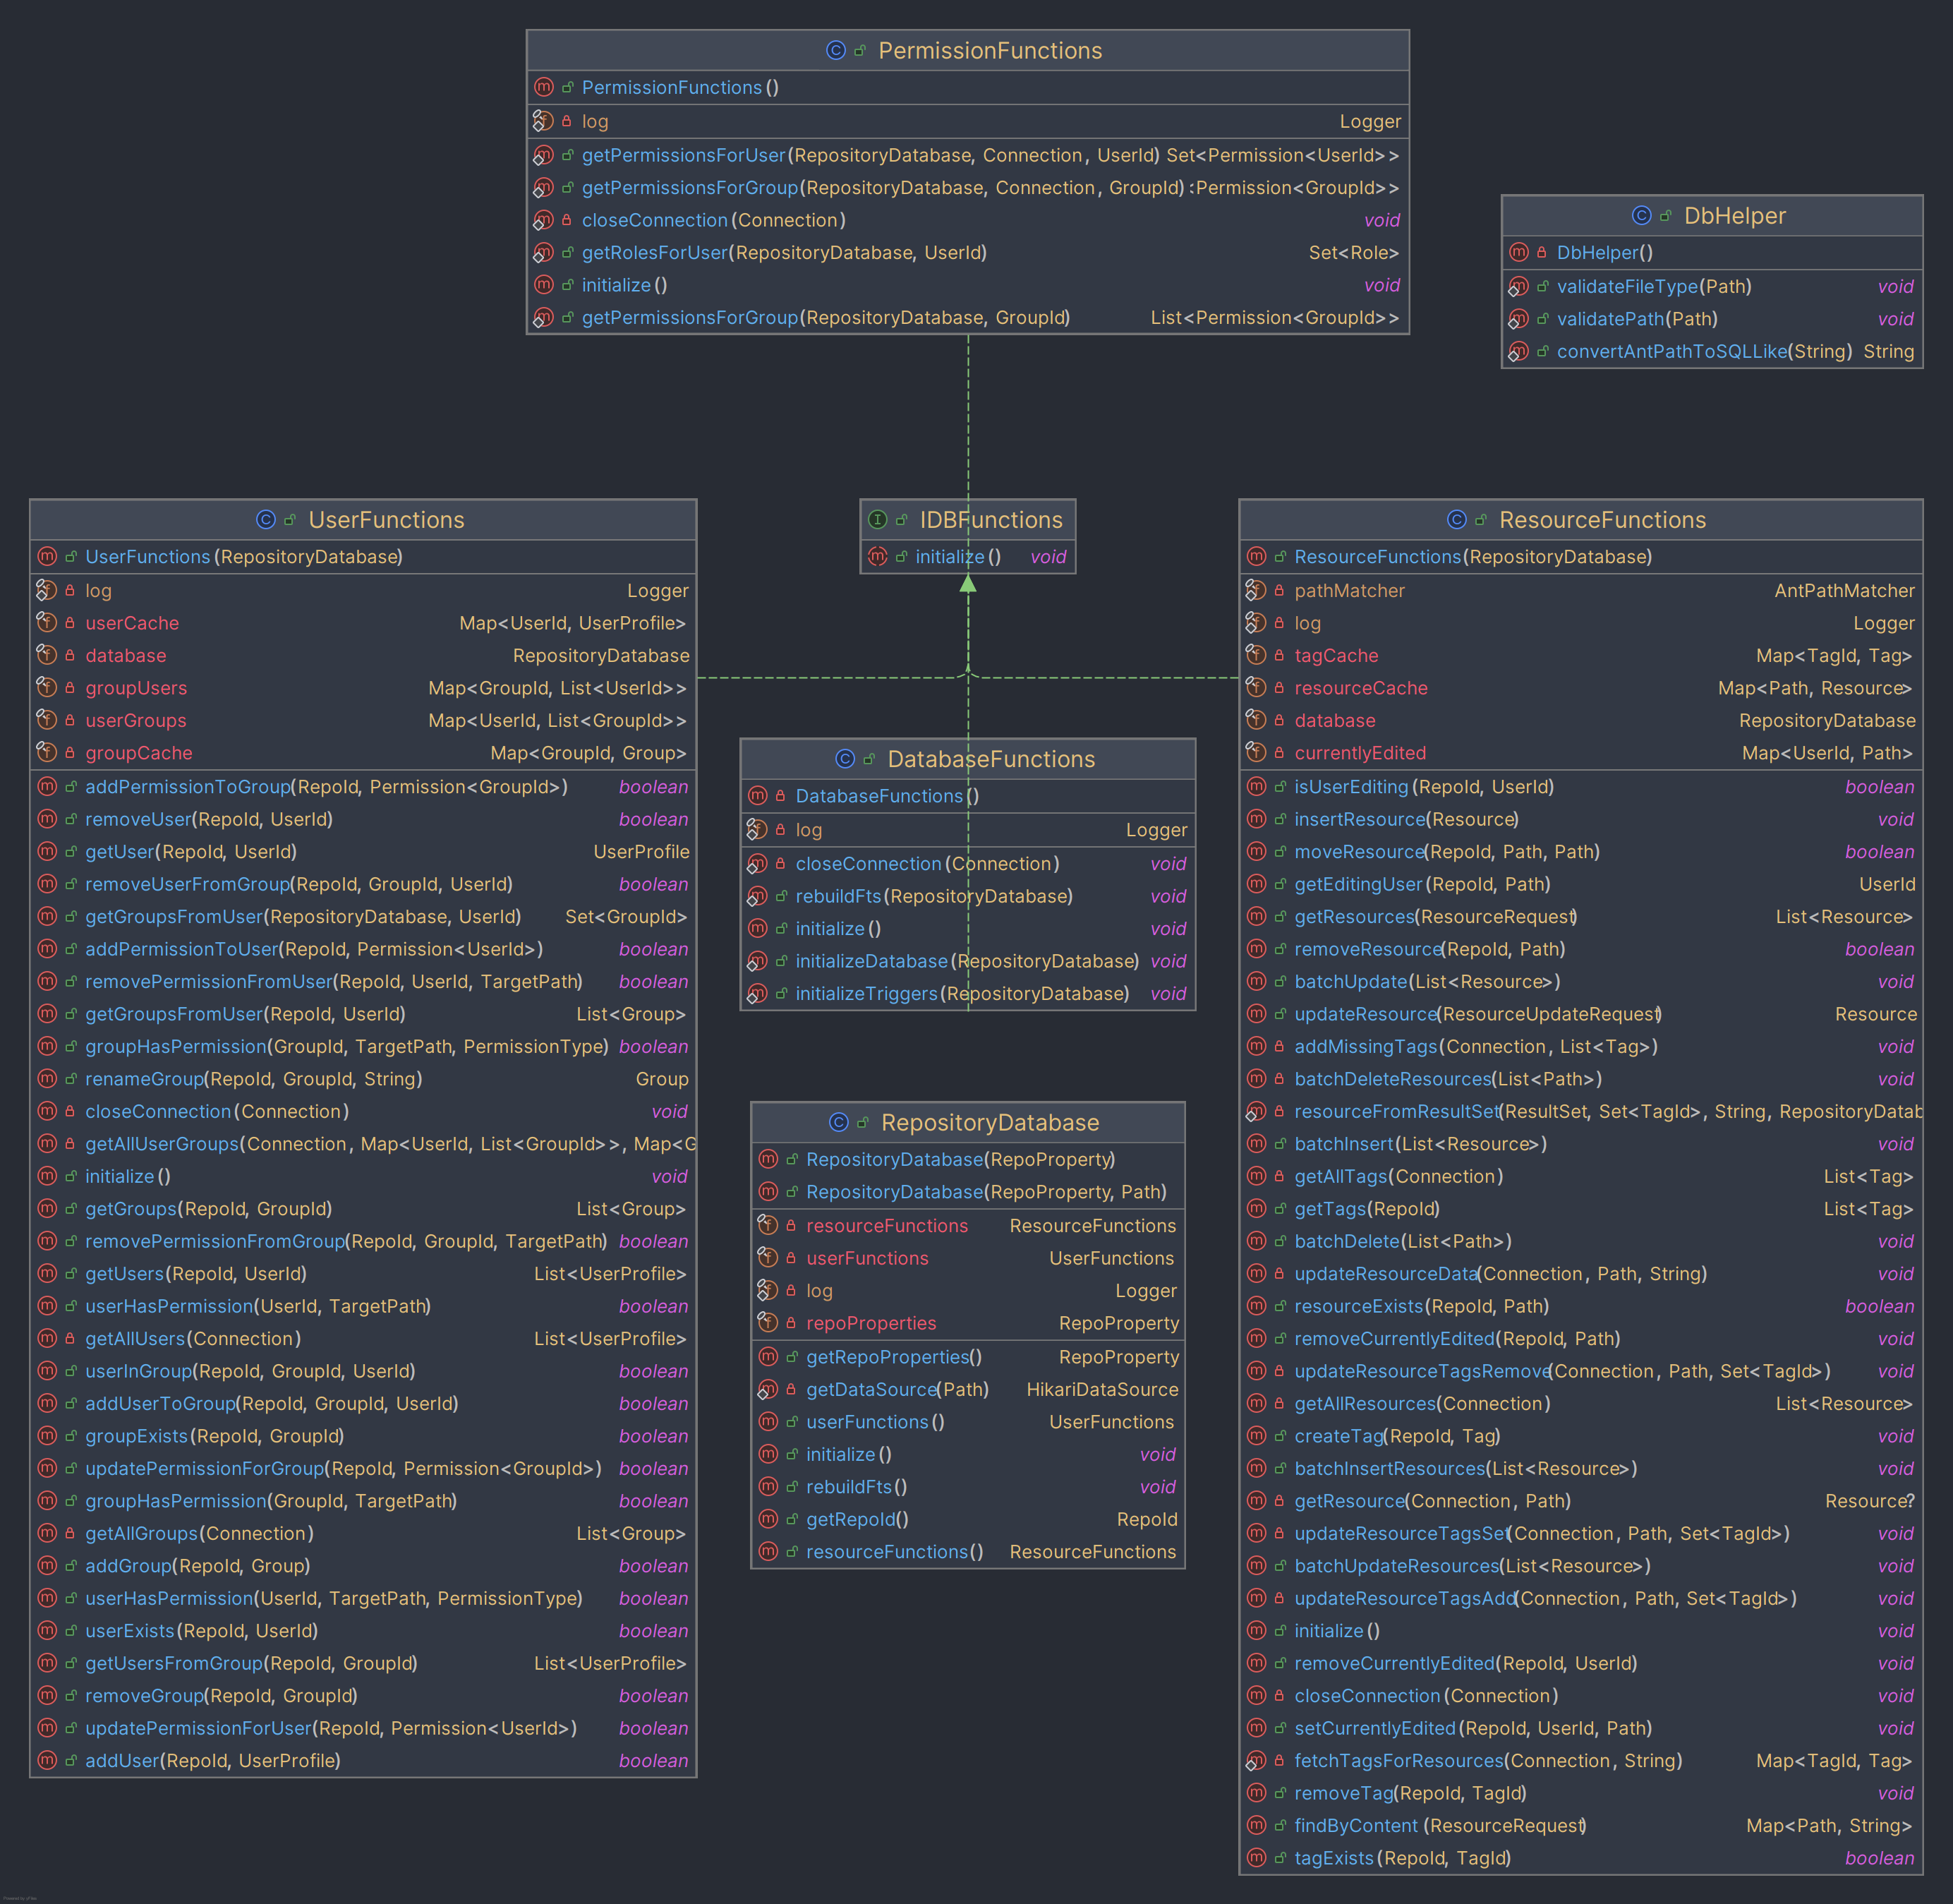 PermissionFunctions
PermissionFunctions()
log Logger
getPermissionsForUser(RepositoryDatabase, Connection, UserId) Set<Permission<UserId>>
getPermissionsForGroup(RepositoryDatabase, Connection, GroupId) :Permission<GroupId>>
closeConnection(Connection) void
getRolesForUser(RepositoryDatabase, UserId) Set<Role>
initialize() void
getPermissionsForGroup(RepositoryDatabase, GroupId) List<Permission<GroupId>>
DbHelper
DbHelper()
validateFileType(Path) void
validatePath(Path) void
convertAntPathToSQLLike(String) String
UserFunctions
UserFunctions(RepositoryDatabase)
log Logger
userCache Map<UserId, UserProfile>
database RepositoryDatabase
groupUsers Map<GroupId, List<UserId>>
userGroups Map<UserId, List<GroupId>>
groupCache Map<GroupId, Group>
addPermissionToGroup(RepoId, Permission<GroupId>) boolean
removeUser(RepoId, UserId) boolean
getUser(RepoId, UserId) UserProfile
removeUserFromGroup(RepoId, GroupId, UserId) boolean
getGroupsFromUser(RepositoryDatabase, UserId) Set<GroupId>
addPermissionToUser(RepoId, Permission<UserId>) boolean
removePermissionFromUser(RepoId, UserId, TargetPath) boolean
getGroupsFromUser(RepoId, UserId) List<Group>
groupHasPermission(GroupId, TargetPath, PermissionType) boolean
renameGroup(RepoId, GroupId, String) Group
closeConnection(Connection) void
getAllUserGroups(Connection, Map<UserId, List<GroupId>>, Map<G
initialize() void
getGroups(RepoId, GroupId) List<Group>
removePermissionFromGroup(RepoId, GroupId, TargetPath) boolean
getUsers(RepoId, UserId) List<UserProfile>
userHasPermission(UserId, TargetPath) boolean
getAllUsers(Connection) List<UserProfile>
userInGroup(RepoId, GroupId, UserId) boolean
addUserToGroup(RepoId, GroupId, UserId) boolean
groupExists(RepoId, GroupId) boolean
updatePermissionForGroup(RepoId, Permission<GroupId>) boolean
groupHasPermission(GroupId, TargetPath) boolean
getAllGroups(Connection) List<Group>
addGroup(RepoId, Group) boolean
userHasPermission(UserId, TargetPath, PermissionType) boolean
userExists(RepoId, UserId) boolean
getUsersFromGroup(RepoId, GroupId) List<UserProfile>
removeGroup(RepoId, GroupId) boolean
updatePermissionForUser(RepoId, Permission<UserId>) boolean
addUser(RepoId, UserProfile) boolean
IDBFunctions
initialize() void
DatabaseFunctions
DatabaseFunctions()
log Logger
closeConnection(Connection) void
rebuildFts(RepositoryDatabase) void
initialize() void
initializeDatabase(RepositoryDatabase) void
initializeTriggers(RepositoryDatabase) void
RepositoryDatabase
RepositoryDatabase(RepoProperty)
RepositoryDatabase(RepoProperty, Path)
resourceFunctions ResourceFunctions
userFunctions UserFunctions
log Logger
repoProperties RepoProperty
getRepoProperties() RepoProperty
getDataSource(Path) HikariDataSource
userFunctions() UserFunctions
initialize() void
rebuildFts() void
getRepoId() RepoId
resourceFunctions() ResourceFunctions
ResourceFunctions
ResourceFunctions(RepositoryDatabase)
pathMatcher AntPathMatcher
log Logger
tagCache Map<TagId, Tag>
resourceCache Map<Path, Resource>
database RepositoryDatabase
currentlyEdited Map<UserId, Path>
isUserEditing(RepoId, UserId) boolean
insertResource(Resource) void
moveResource(RepoId, Path, Path) boolean
getEditingUser(RepoId, Path) UserId
getResources(ResourceRequest) List<Resource>
removeResource(RepoId, Path) boolean
batchUpdate(List<Resource>) void
updateResource(ResourceUpdateRequest) Resource
addMissingTags(Connection, List<Tag>) void
batchDeleteResources(List<Path>) void
resourceFromResultSet(ResultSet, Set<TagId>, String, RepositoryDatab
batchInsert(List<Resource>) void
getAllTags(Connection) List<Tag>
getTags(RepoId) List<Tag>
batchDelete(List<Path>) void
updateResourceData(Connection, Path, String) void
resourceExists(RepoId, Path) boolean
removeCurrentlyEdited(RepoId, Path) void
updateResourceTagsRemove(Connection, Path, Set<TagId>) void
getAllResources(Connection) List<Resource>
createTag(RepoId, Tag) void
batchInsertResources(List<Resource>) void
getResource(Connection, Path) Resource?
updateResourceTagsSet(Connection, Path, Set<TagId>) void
batchUpdateResources(List<Resource>) void
updateResourceTagsAdd(Connection, Path, Set<TagId>) void
initialize() void
removeCurrentlyEdited(RepoId, UserId) void
closeConnection(Connection) void
setCurrentlyEdited(RepoId, UserId, Path) void
fetchTagsForResources(Connection, String) Map<TagId, Tag>
removeTag(RepoId, TagId) void
findByContent(ResourceRequest) Map<Path, String>
tagExists(RepoId, TagId) boolean
Powered by yFiles